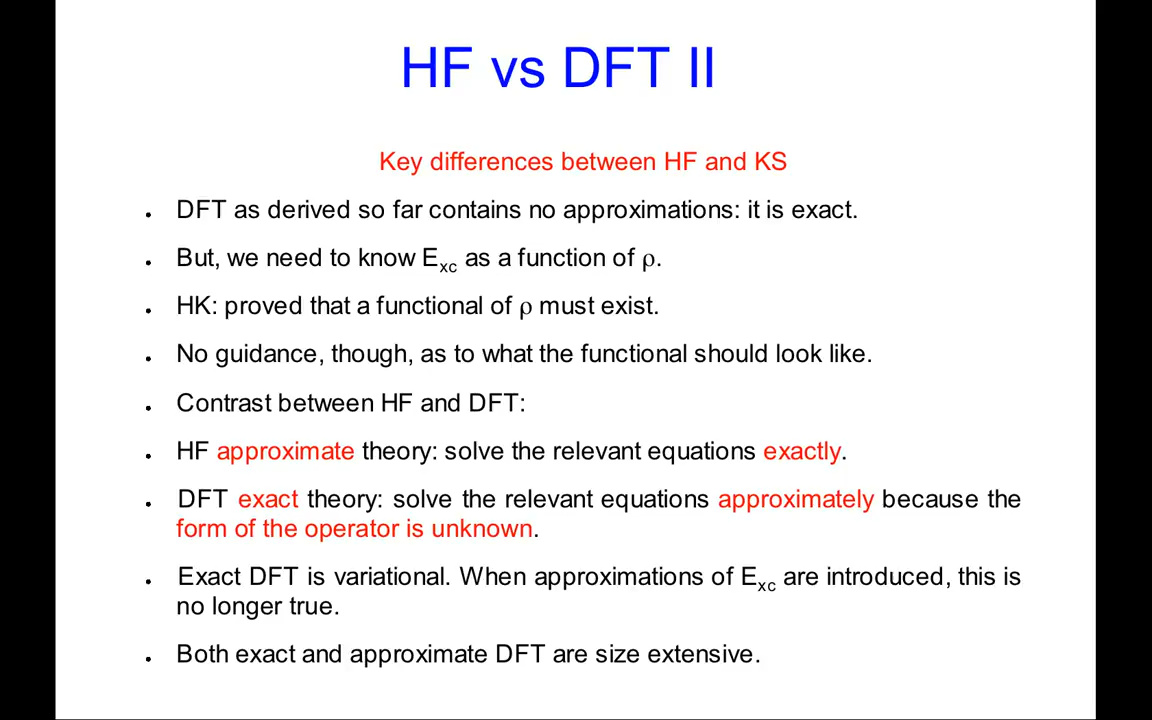 HF vs DFT II
Key differences between HF and KS
• DFT as derived so far contains no approximations: it is exact.
• But, we need to know Exc as a function of ρ.
• HK: proved that a functional of ρ must exist.
• No guidance, though, as to what the functional should look like.
• Contrast between HF and DFT:
• HF approximate theory: solve the relevant equations exactly.
• DFT exact theory: solve the relevant equations approximately because the
form of the operator is unknown.
• Exact DFT is variational. When approximations of Exc are introduced, this is
no longer true.
• Both exact and approximate DFT are size extensive.